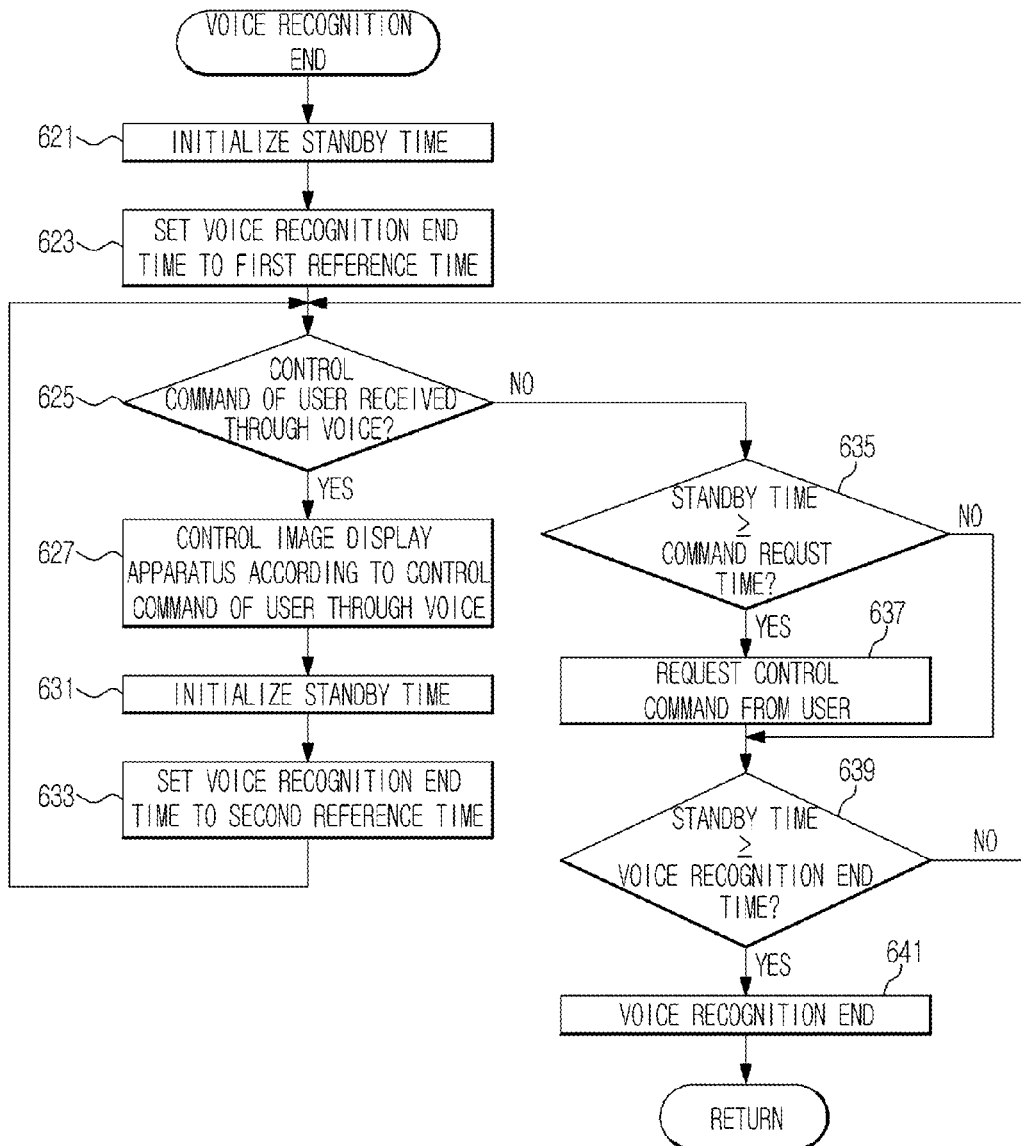 VOICE RECOGNITION
END
621
INITIALIZE STANDBY TIME
623
SET VOICE RECOGNITION END
TIME TO FIRST REFERENCE TIME
625
CONTROL
COMMAND OF USER RECEIVED
THROUGH VOICE?
NO
YES
627
CONTROL IMAGE DISPLAY
APPARATUS ACCORDING TO CONTROL
COMMAND OF USER THROUGH VOICE
631
INITIALIZE STANDBY TIME
633
SET VOICE RECOGNITION END
TIME TO SECOND REFERENCE TIME
635
STANDBY TIME
≥
COMMAND REQUST
TIME?
NO
YES
637
REQUEST CONTROL
COMMAND FROM USER
639
STANDBY TIME
≥
VOICE RECOGNITION END
TIME?
NO
YES
641
VOICE RECOGNITION END
RETURN